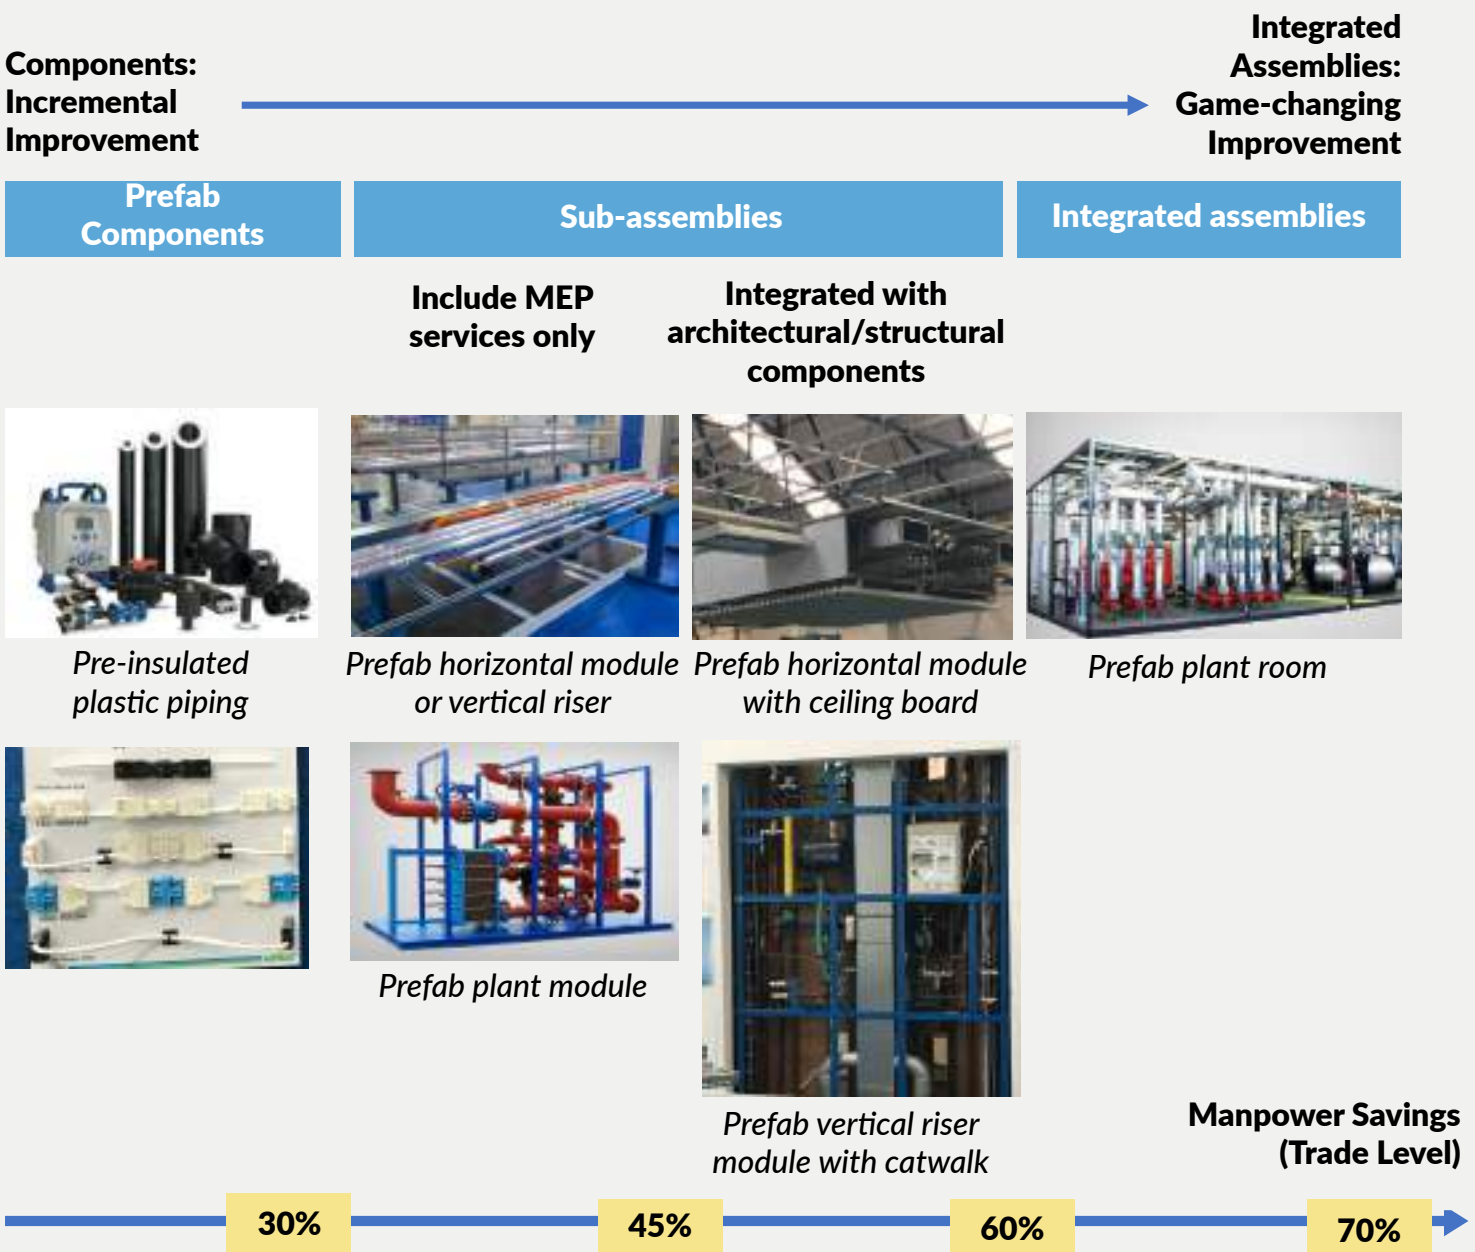 Components:
Incremental
Improvement
Integrated
Assemblies:
Game-changing
Improvement
Prefab
Components
Sub-assemblies
Integrated assemblies
Include MEP
services only
Integrated with
architectural/structural
components
Pre-insulated
plastic piping
Prefab horizontal module
or vertical riser
Prefab horizontal module
with ceiling board
Prefab plant room
Prefab plant module
Prefab vertical riser
module with catwalk
Manpower Savings
(Trade Level)
30%
45%
60%
70%